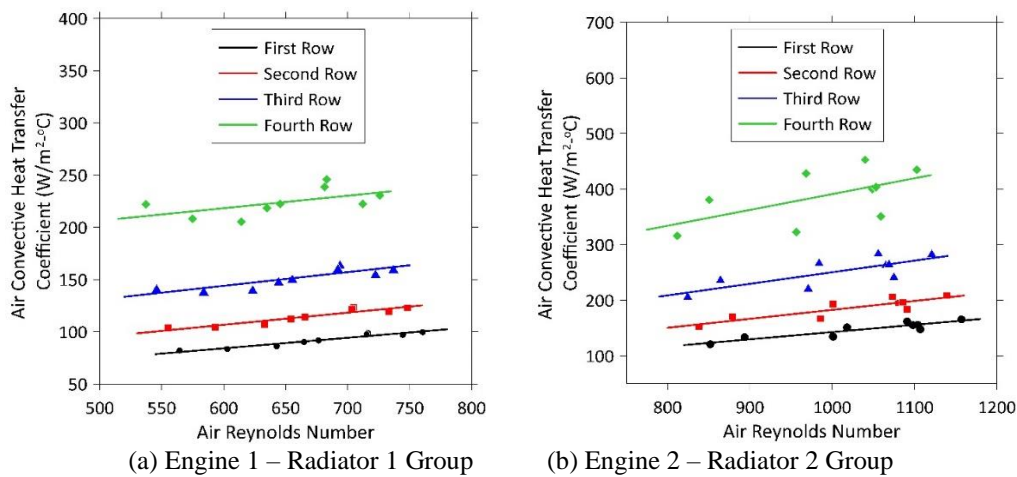 400
350
300
250
200
150
100
50
500
550
600
650
700
750
800
Air Convective Heat Transfer
Coefficient (W/m²-ºC)
Air Reynolds Number
First Row
Second Row
Third Row
Fourth Row
(a) Engine 1 – Radiator 1 Group
700
600
500
400
300
200
100
800
900
1000
1100
1200
Air Convective Heat Transfer
Coefficient (W/m²-ºC)
Air Reynolds Number
First Row
Second Row
Third Row
Fourth Row
(b) Engine 2 – Radiator 2 Group